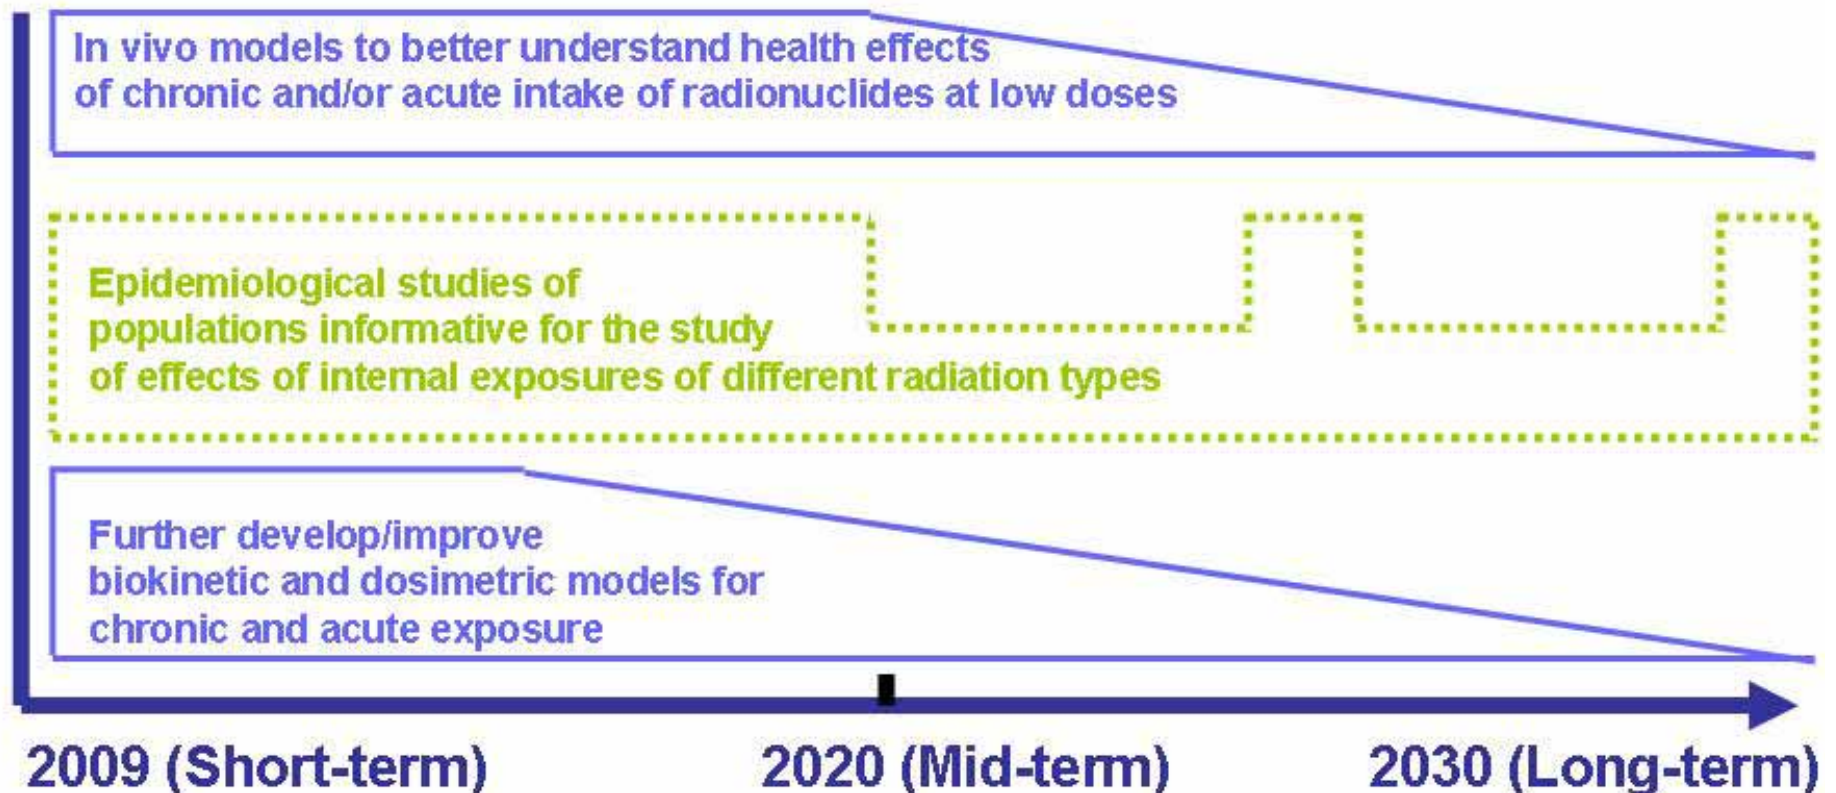 In vivo models to better understand health effects
of chronic and/or acute intake of radionuclides at low doses
Epidemiological studies of
populations informative for the study
of effects of internal exposures of different radiation types
Further develop/improve
biokinetic and dosimetric models for
chronic and acute exposure
2009 (Short-term) 2020 (Mid-term) 2030 (Long-term)